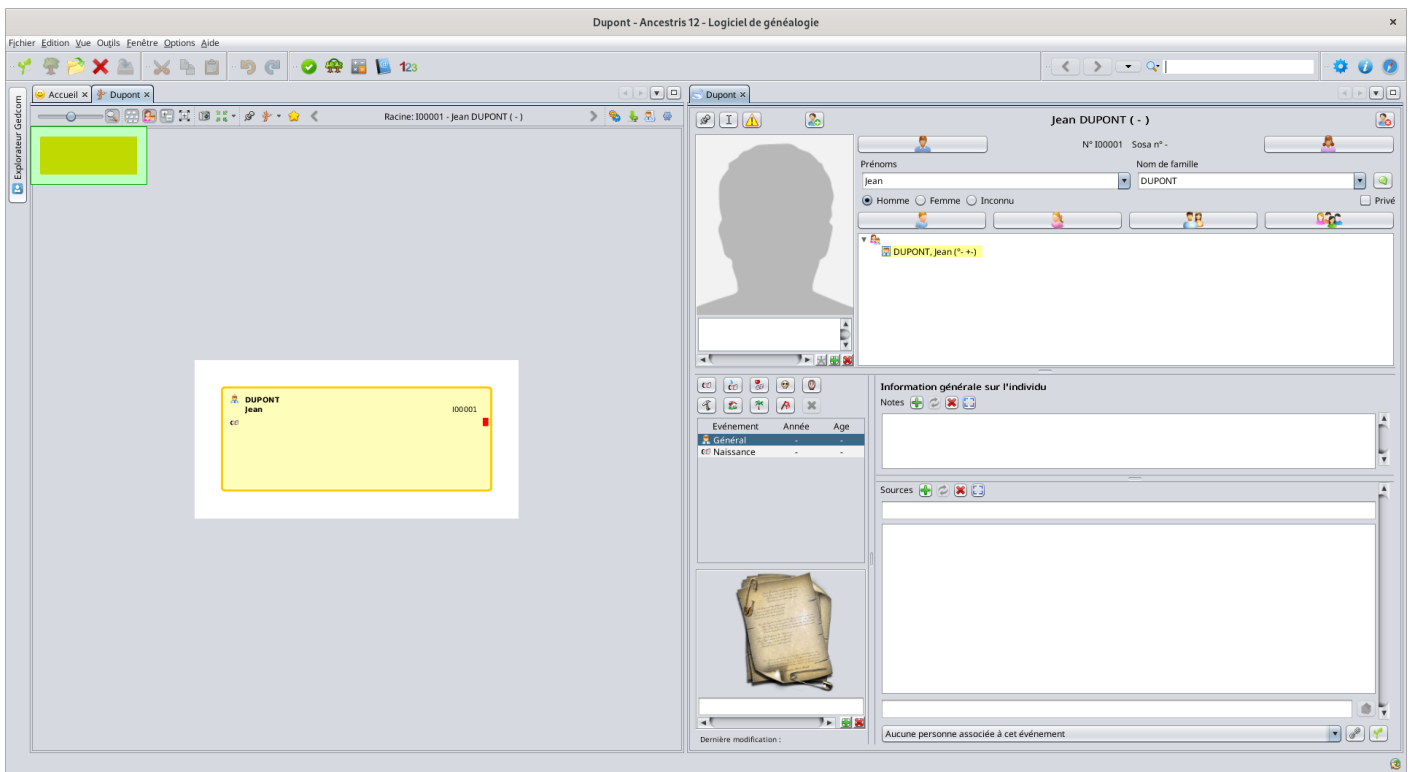 Dupont - Ancestris 12 - Logiciel de généalogie
Fichier Edition Vue Outils Fenêtre Options Aide
123
Explorateur Gedcom
Accueil
Dupont
Racine: I00001 - Jean DUPONT ( - )
DUPONT
Jean
I00001
Dupont
Jean DUPONT ( - )
N° I00001 Sosa n° -
Prénoms
Nom de famille
Jean
DUPONT
Homme
Femme
Inconnu
Privé
DUPONT, Jean (°- +-)
Evénement Année Age
Général - -
Naissance - -
Dernière modification :
Information générale sur l'individu
Notes
Sources
Aucune personne associée à cet événement